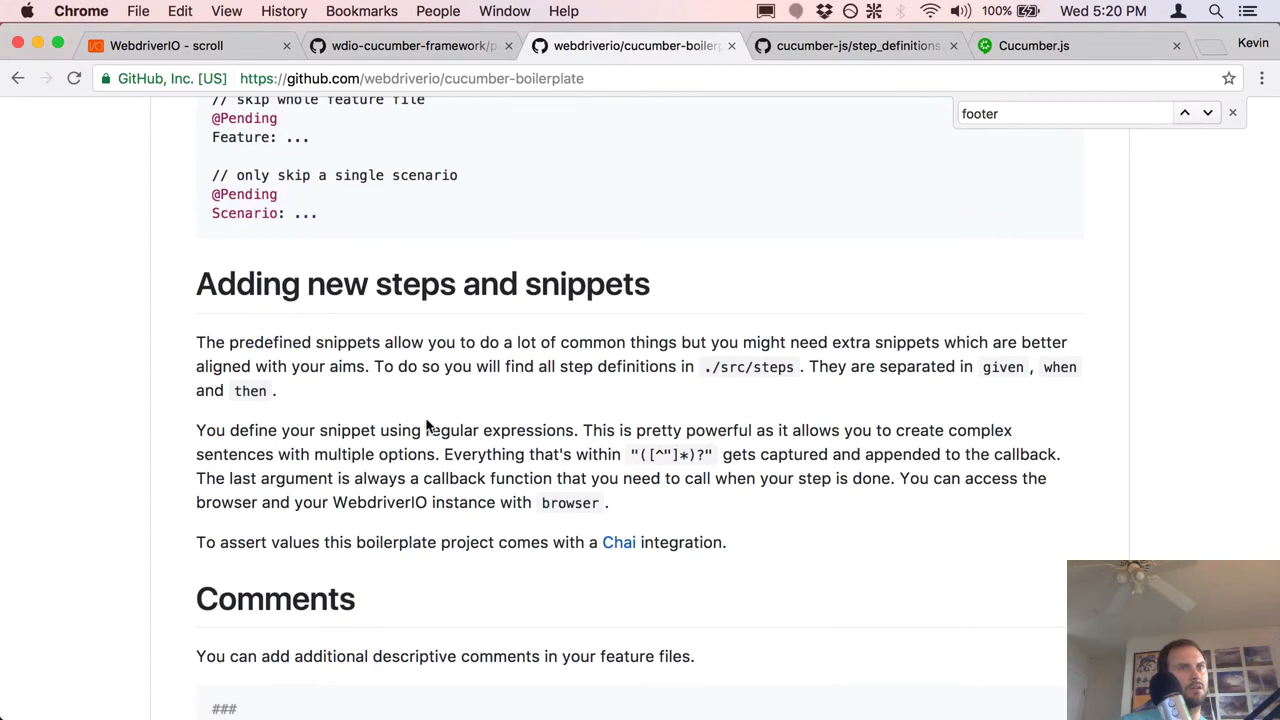 Chrome File Edit View History Bookmarks People Window Help 100% Wed 5:20 PM
WebdriverIO - scroll
wdio-cucumber-framework/p
webdriverio/cucumber-boilerp
cucumber-js/step_definitions
Cucumber.js
Kevin
GitHub, Inc. [US] https://github.com/webdriverio/cucumber-boilerplate
footer
// skip whole feature file
@Pending
Feature: ...
// only skip a single scenario
@Pending
Scenario: ...
Adding new steps and snippets
The predefined snippets allow you to do a lot of common things but you might need extra snippets which are better
aligned with your aims. To do so you will find all step definitions in ./src/steps. They are separated in given, when
and then.
You define your snippet using regular expressions. This is pretty powerful as it allows you to create complex
sentences with multiple options. Everything that's within "([^"]*)?" gets captured and appended to the callback.
The last argument is always a callback function that you need to call when your step is done. You can access the
browser and your WebdriverIO instance with browser.
To assert values this boilerplate project comes with a Chai integration.
Comments
You can add additional descriptive comments in your feature files.
###